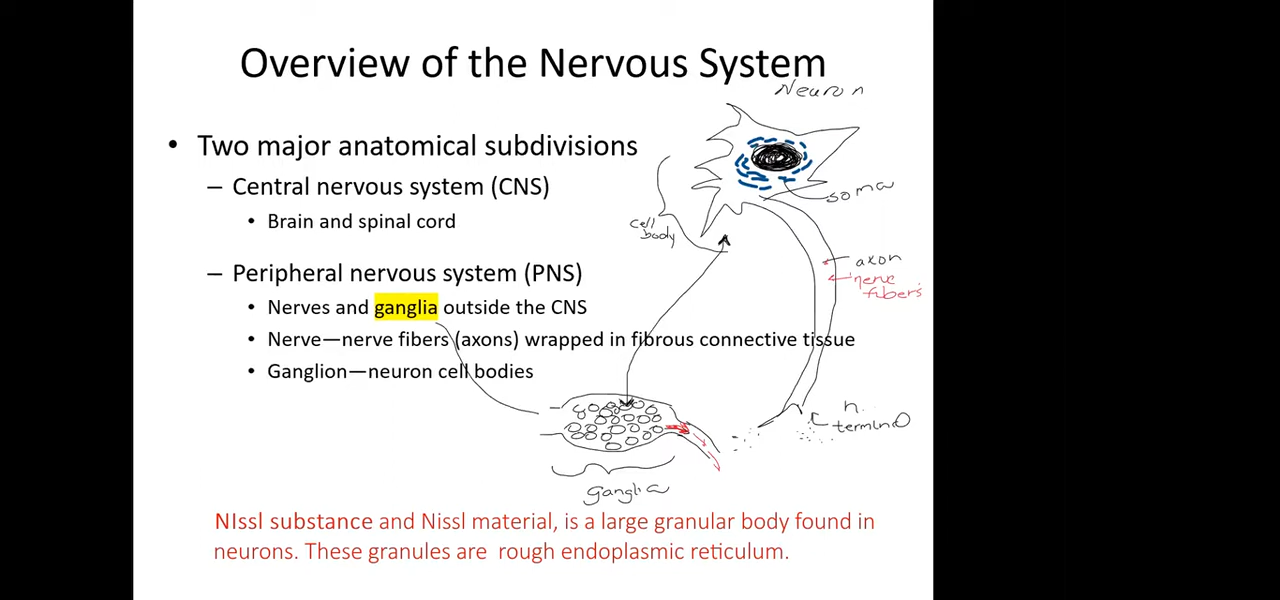 Overview of the Nervous System
Neuron
• Two major anatomical subdivisions
– Central nervous system (CNS)
soma
• Brain and spinal cord
cell
body
axon
– Peripheral nervous system (PNS)
nerve
fibers
• Nerves and ganglia outside the CNS
• Nerve—nerve fibers (axons) wrapped in fibrous connective tissue
• Ganglion—neuron cell bodies
n.
terminal
ganglia
NIssl substance and Nissl material, is a large granular body found in
neurons. These granules are rough endoplasmic reticulum.